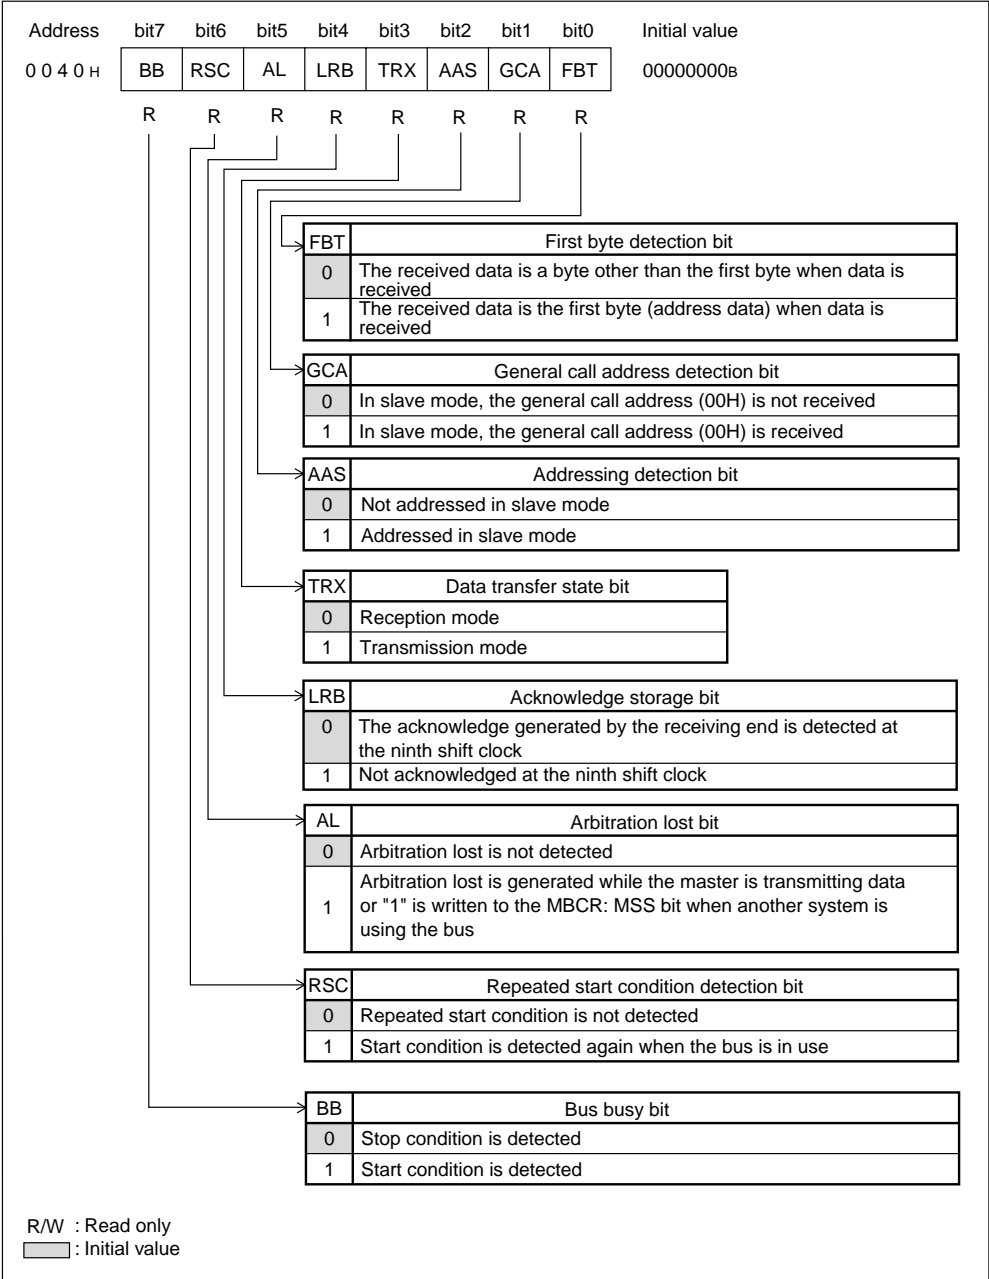 Address bit7 bit6 bit5 bit4 bit3 bit2 bit1 bit0 Initial value
0 0 4 0 H BB RSC AL LRB TRX AAS GCA FBT 00000000B
R R R R R R R R
FBT First byte detection bit
0 The received data is a byte other than the first byte when data is
received
1 The received data is the first byte (address data) when data is
received
GCA General call address detection bit
0 In slave mode, the general call address (00H) is not received
1 In slave mode, the general call address (00H) is received
AAS Addressing detection bit
0 Not addressed in slave mode
1 Addressed in slave mode
TRX Data transfer state bit
0 Reception mode
1 Transmission mode
LRB Acknowledge storage bit
0 The acknowledge generated by the receiving end is detected at
the ninth shift clock
1 Not acknowledged at the ninth shift clock
AL Arbitration lost bit
0 Arbitration lost is not detected
Arbitration lost is generated while the master is transmitting data
1 or "1" is written to the MBCR: MSS bit when another system is
using the bus
RSC Repeated start condition detection bit
0 Repeated start condition is not detected
1 Start condition is detected again when the bus is in use
BB Bus busy bit
0 Stop condition is detected
1 Start condition is detected
R/W : Read only
: Initial value